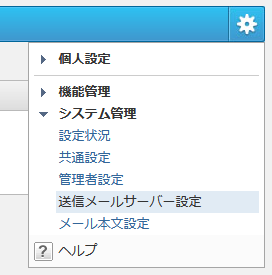 個人設定
機能管理
システム管理
設定状況
共通設定
管理者設定
送信メールサーバー設定
メール本文設定
? ヘルプ